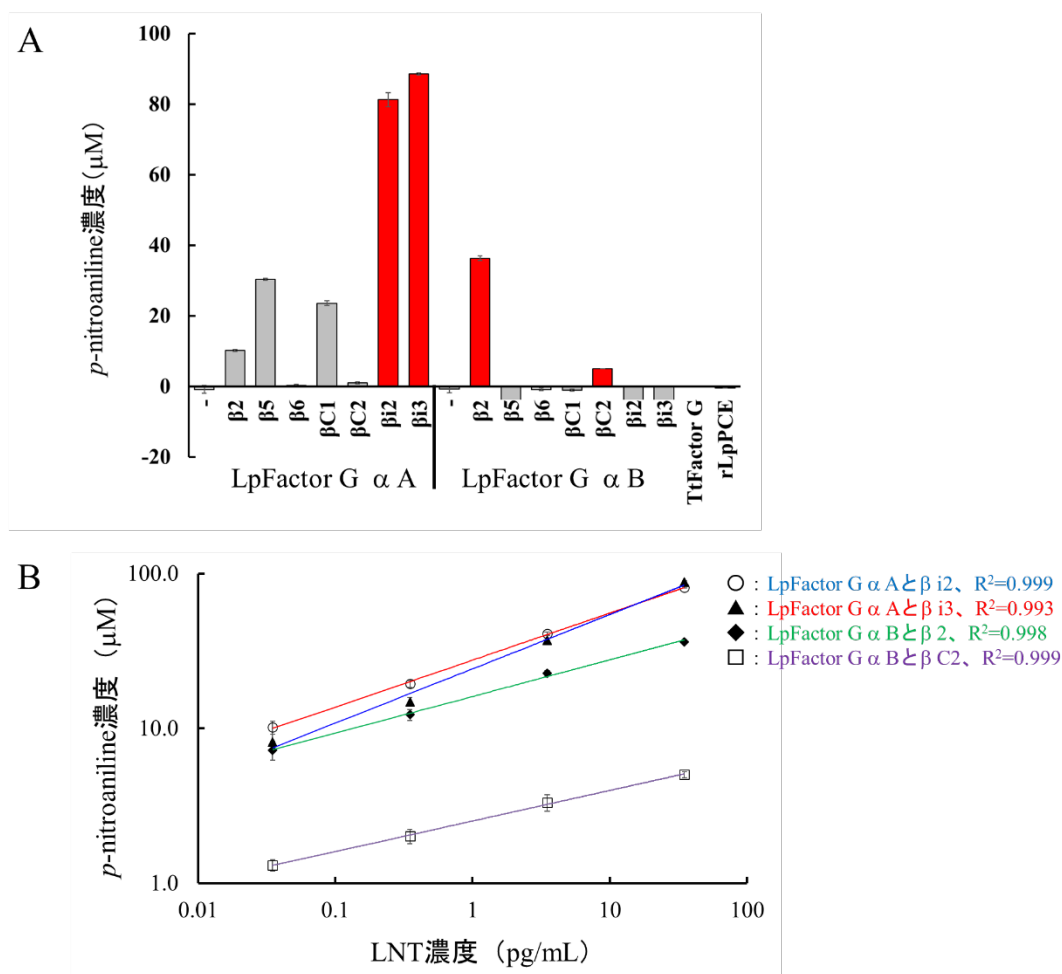 A
p-nitroaniline濃度(μM)
100
80
60
40
20
0
-20
- β2 β5 β6 βC1 βC2 βi2 βi3 - β2 β5 β6 βC1 βC2 βi2 βi3 TtFactor G rLpPCE
LpFactor G α A LpFactor G α B
B
p-nitroaniline濃度 (μM)
100.0
10.0
1.0
0.01 0.1 1 10 100
LNT濃度 (pg/mL)
: LpFactor G α Aとβ i2、R²=0.999
: LpFactor G α Aとβ i3、R²=0.993
: LpFactor G α Bとβ 2、R²=0.998
: LpFactor G α Bとβ C2、R²=0.999